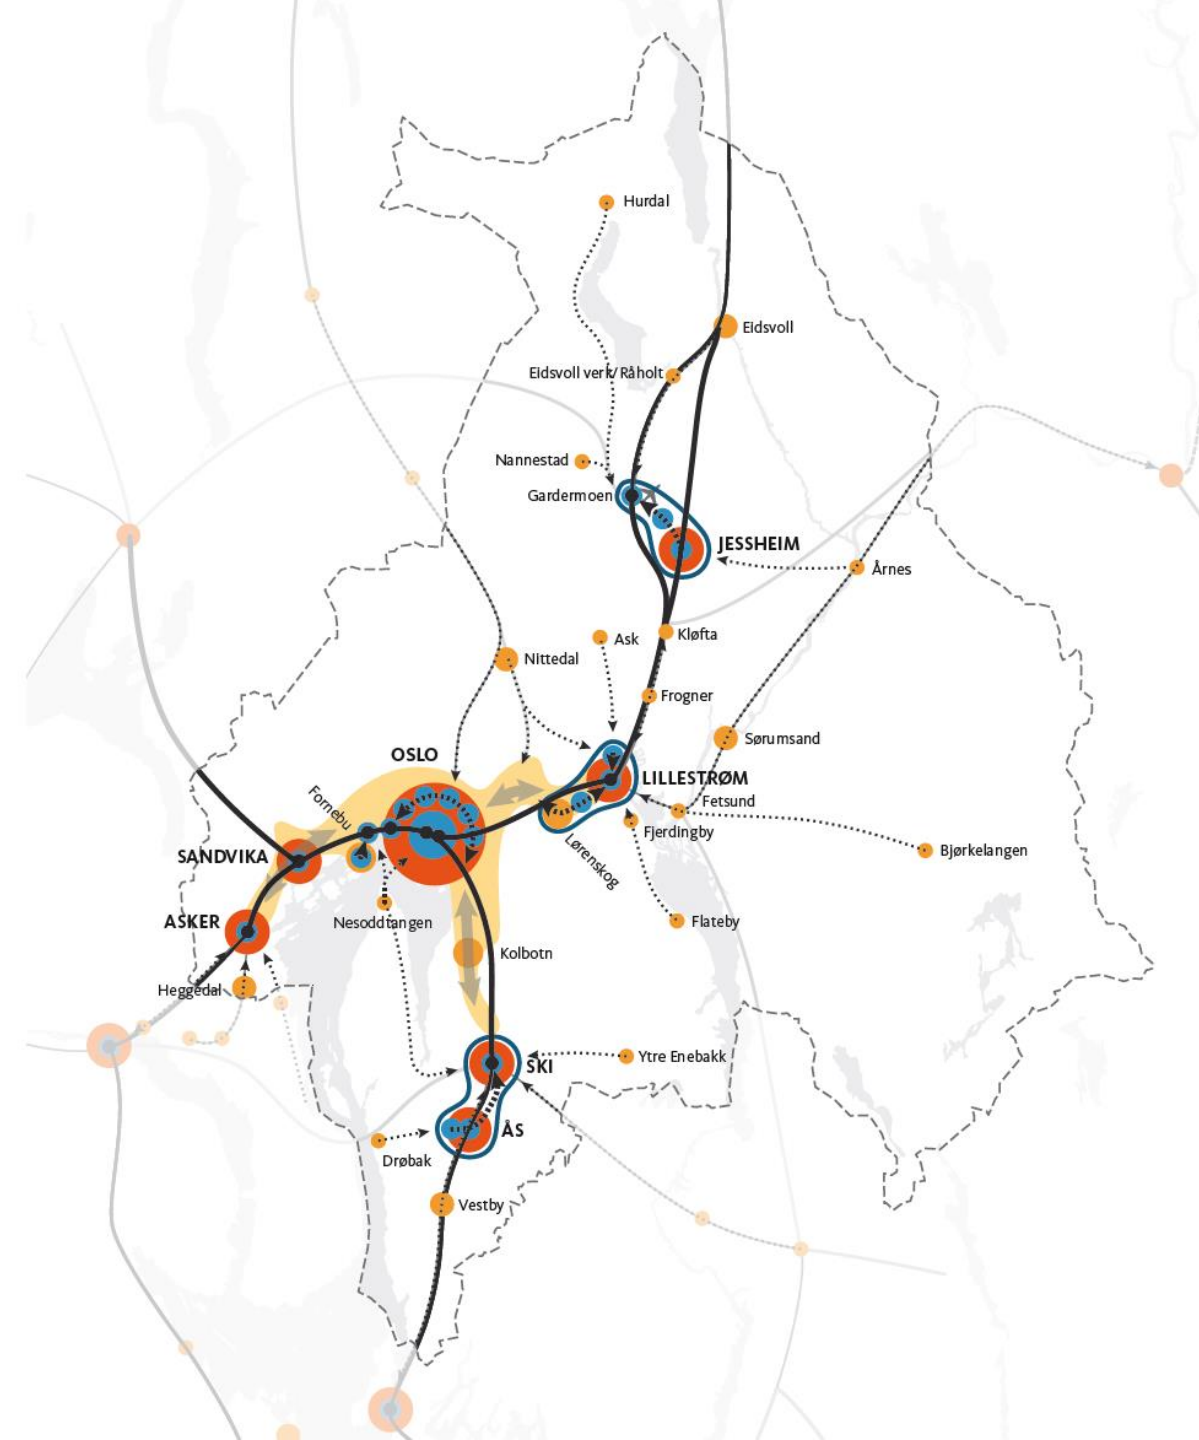 Hurdal
Eidsvoll
Eidsvoll verk/Råholt
Nannestad
Gardermoen
JESSHEIM
Årnes
Ask
Kløfta
Nittedal
Frogner
Sørumsand
OSLO
LILLESTRØM
Fornebu
Fetsund
Fjerdingby
Bjørkelangen
SANDVIKA
Lørenskog
ASKER
Nesoddtangen
Flateby
Kolbotn
Heggedal
Ytre Enebakk
SKI
ÅS
Drøbak
Vestby